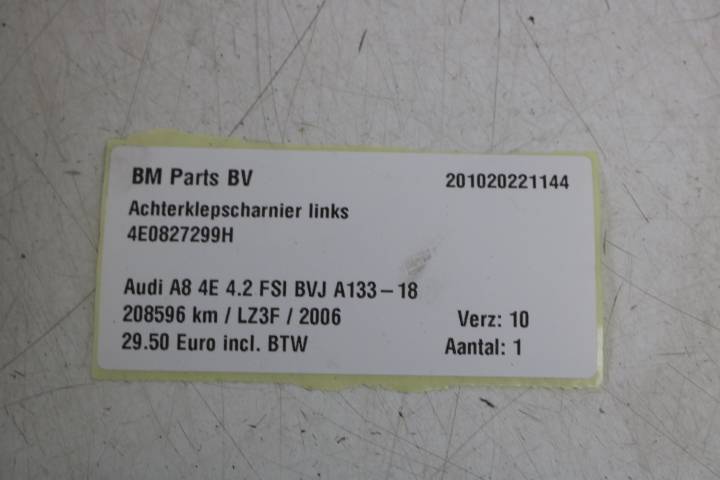 BM Parts BV 201020221144
Achterklepscharnier links
4E0827299H
Audi A8 4E 4.2 FSI BVJ A133-18
208596 km / LZ3F / 2006 Verz: 10
29.50 Euro incl. BTW Aantal: 1